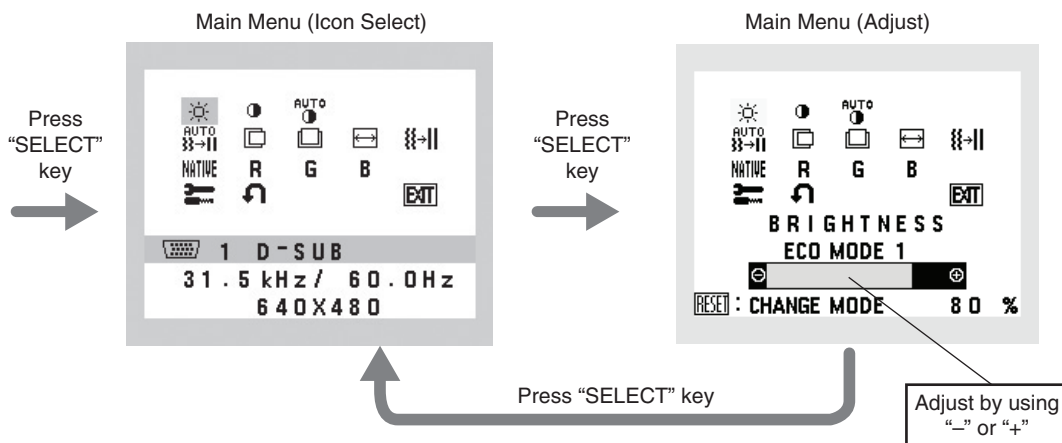 Main Menu (Icon Select)
Main Menu (Adjust)
Press
“SELECT”
key
AUTO
AUTO
NATIVE R G B
EXIT
1 D-SUB
31.5 kHz/ 60.0Hz
640X480
Press
“SELECT”
key
AUTO
AUTO
NATIVE R G B
EXIT
BRIGHTNESS
ECO MODE 1
RESET : CHANGE MODE 80 %
Press “SELECT” key
Adjust by using
“–” or “+”